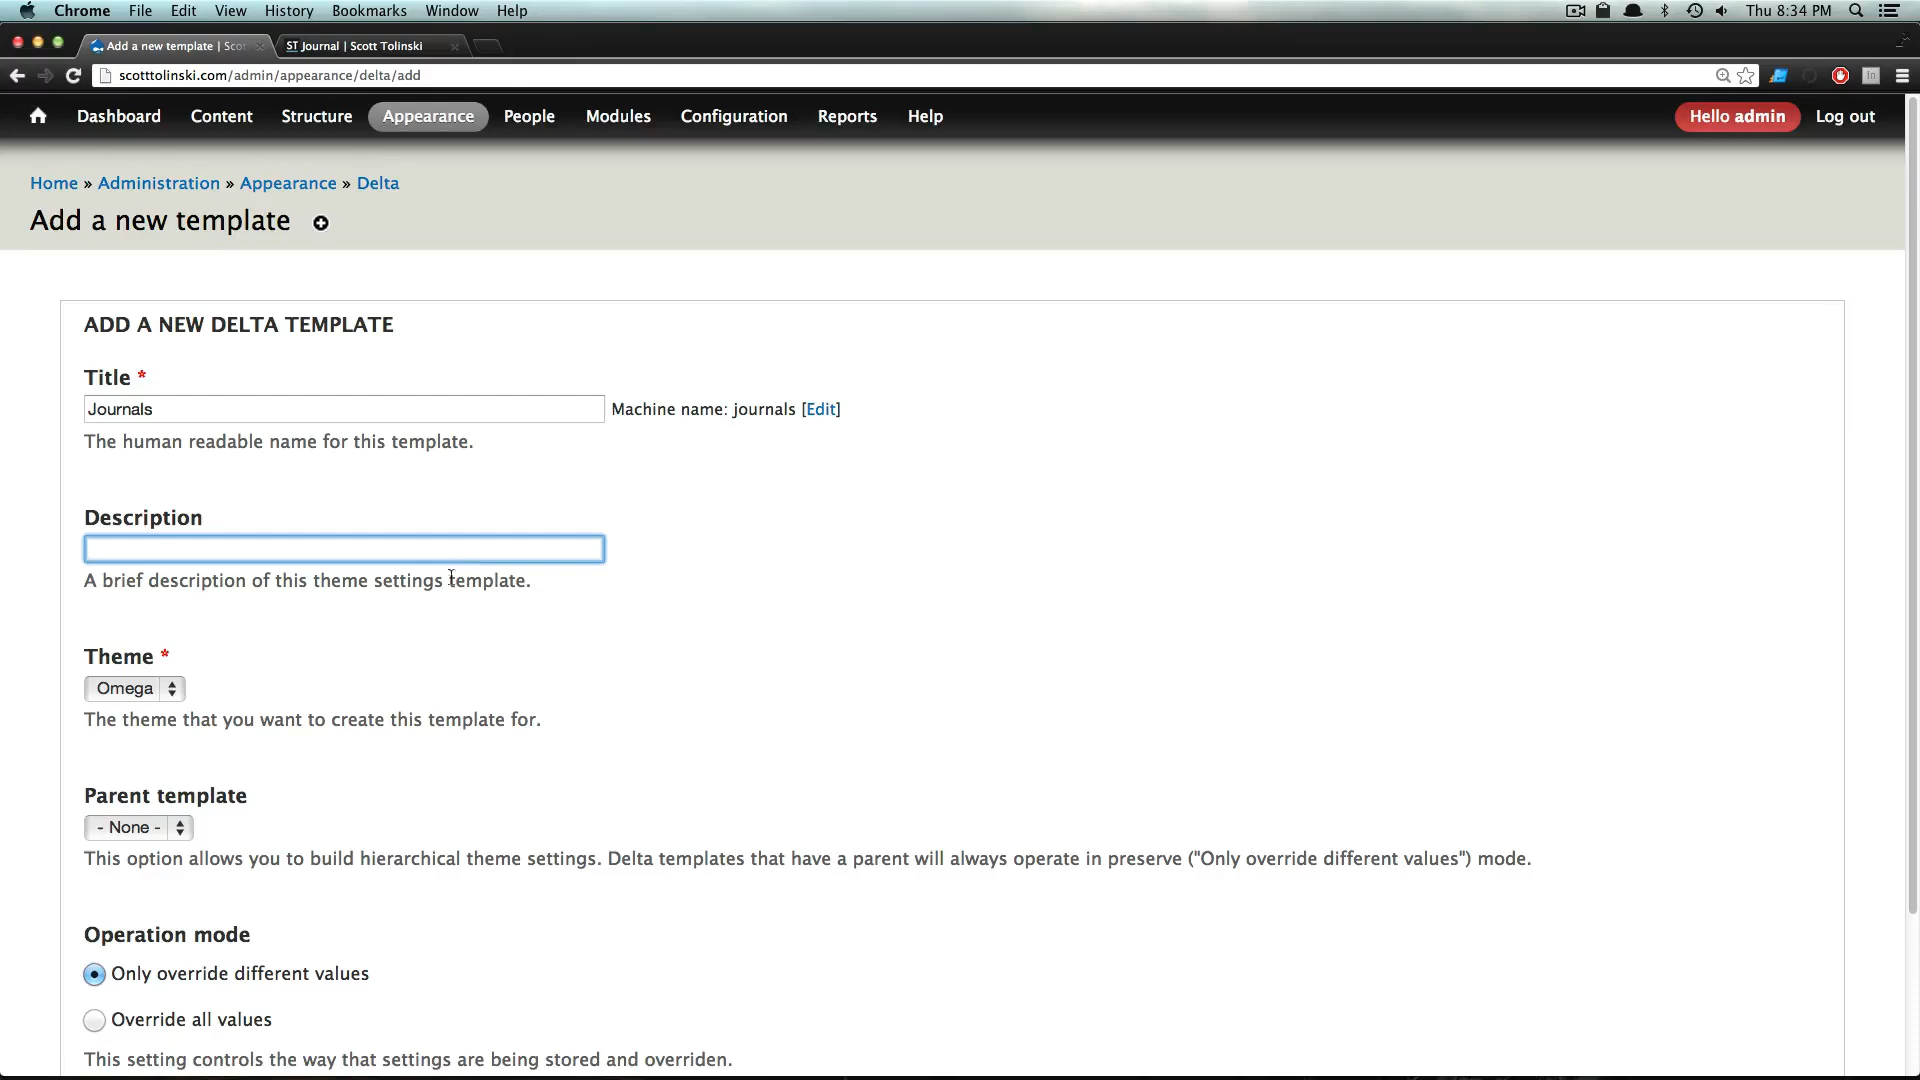 Chrome File Edit View History Bookmarks Window Help Thu 8:34 PM
Add a new template | Scot ST Journal | Scott Tolinski
scotttolinski.com/admin/appearance/delta/add
Dashboard Content Structure Appearance People Modules Configuration Reports Help Hello admin Log out
Home » Administration » Appearance » Delta
Add a new template
ADD A NEW DELTA TEMPLATE
Title *
Journals Machine name: journals [Edit]
The human readable name for this template.
Description
A brief description of this theme settings template.
Theme *
Omega
The theme that you want to create this template for.
Parent template
- None -
This option allows you to build hierarchical theme settings. Delta templates that have a parent will always operate in preserve ("Only override different values") mode.
Operation mode
Only override different values
Override all values
This setting controls the way that settings are being stored and overriden.